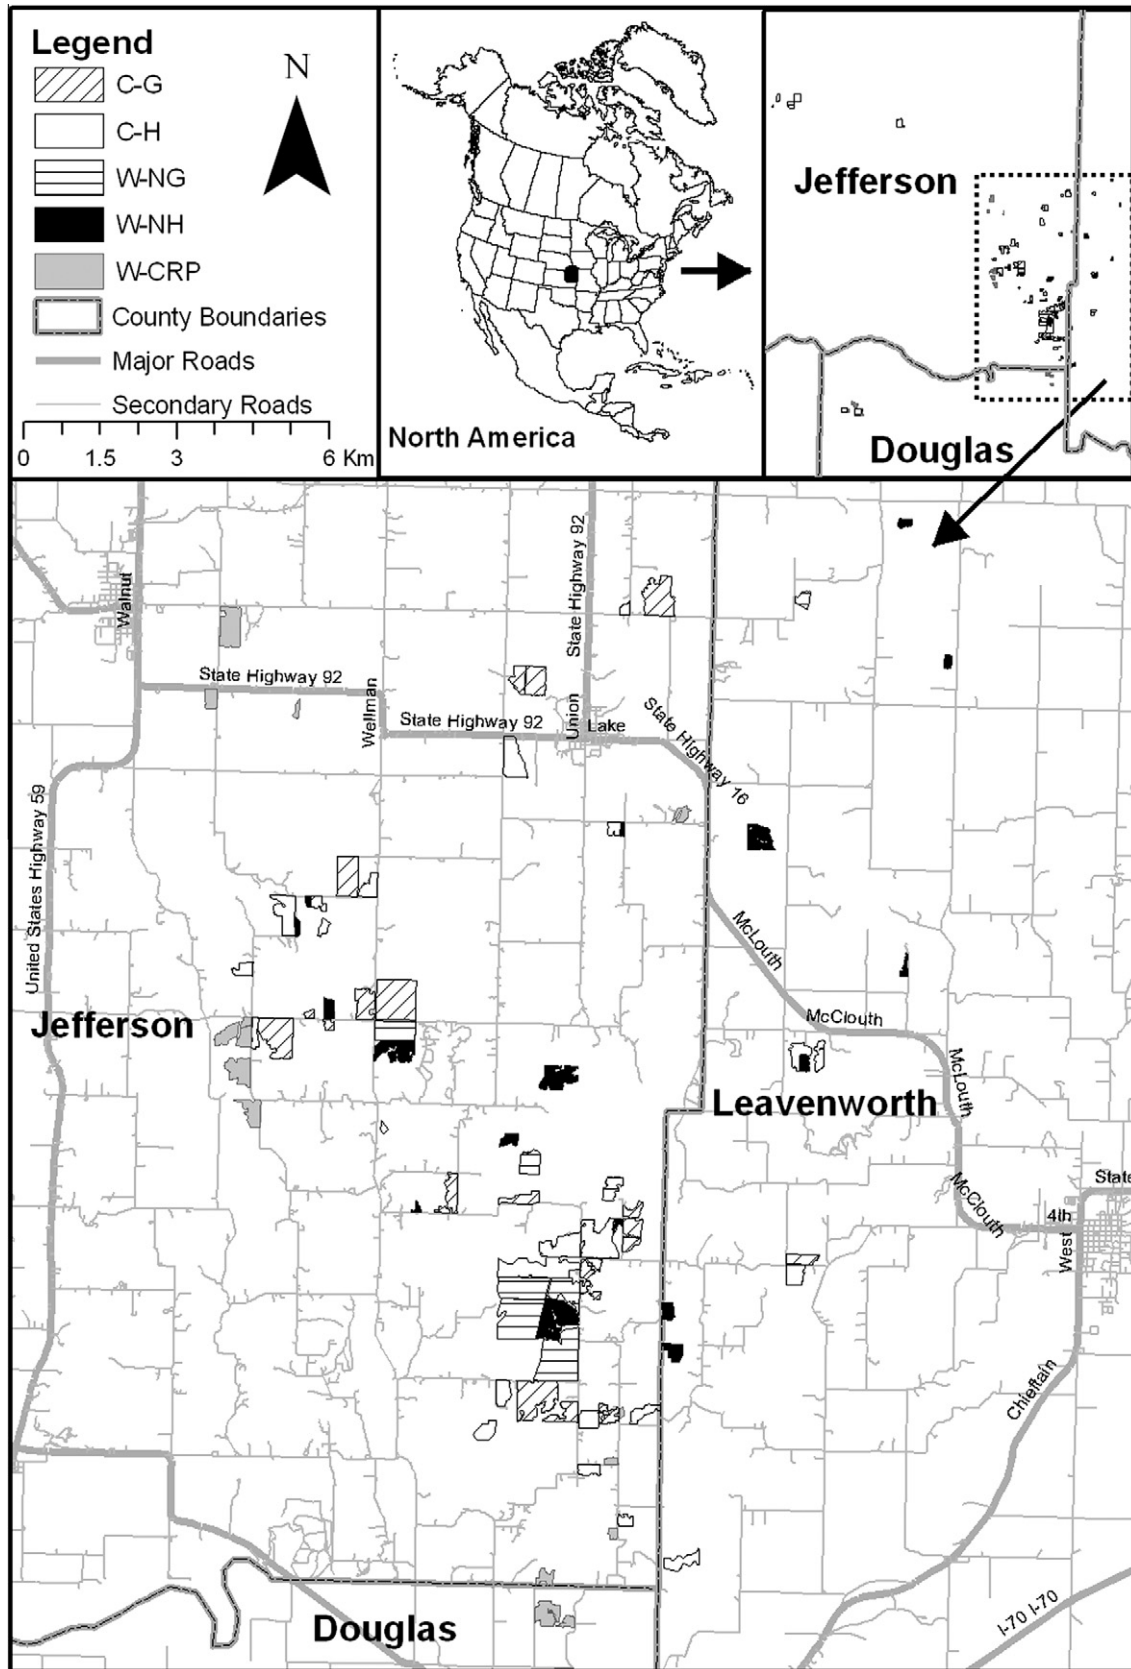 Legend
C-G
C-H
W-NG
W-NH
W-CRP
County Boundaries
Major Roads
Secondary Roads
0 1.5 3 6 Km
N
North America
Jefferson
Douglas
State Highway 92
Walnut
State Highway 92
Wellman
State Highway 92
Union
Lake
State Highway 16
United States Highway 59
McLouth
McClouth
Jefferson
McLouth
Leavenworth
McClouth
State
4th
West
Chieftain
I-70 I-70
Douglas